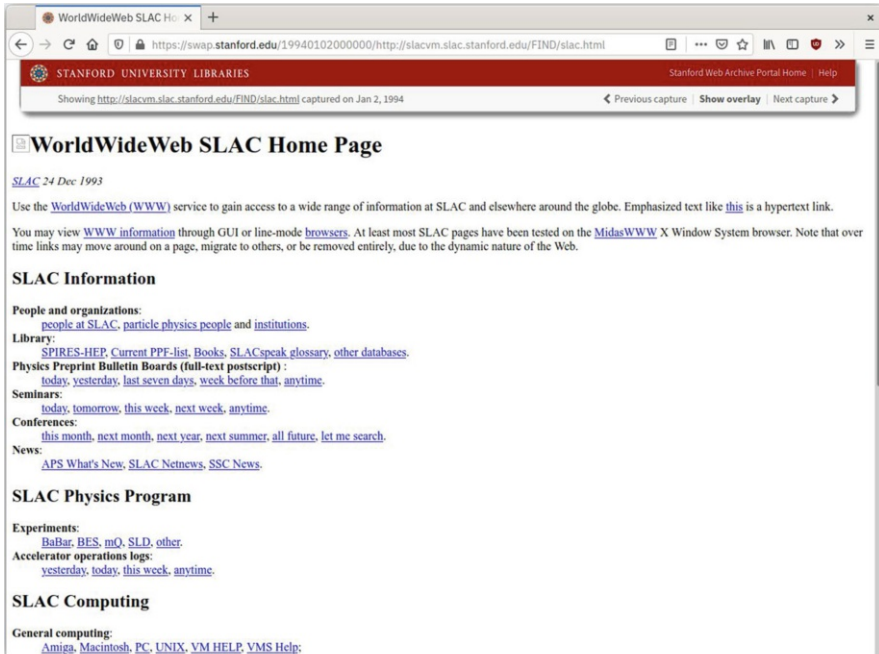 WorldWideWeb SLAC Ho
https://swap.stanford.edu/19940102000000/http://slacvm.slac.stanford.edu/FIND/slac.html
STANFORD UNIVERSITY LIBRARIES
Stanford Web Archive Portal Home | Help
Showing http://slacvm.slac.stanford.edu/FIND/slac.html captured on Jan 2, 1994
Previous capture | Show overlay | Next capture
WorldWideWeb SLAC Home Page
SLAC 24 Dec 1993
Use the WorldWideWeb (WWW) service to gain access to a wide range of information at SLAC and elsewhere around the globe. Emphasized text like this is a hypertext link.
You may view WWW information through GUI or line-mode browsers. At least most SLAC pages have been tested on the MidasWWW X Window System browser. Note that over
time links may move around on a page, migrate to others, or be removed entirely, due to the dynamic nature of the Web.
SLAC Information
People and organizations:
people at SLAC, particle physics people and institutions.
Library:
SPIRES-HEP, Current PPF-list, Books, SLACspeak glossary, other databases.
Physics Preprint Bulletin Boards (full-text postscript) :
today, yesterday, last seven days, week before that, anytime.
Seminars:
today, tomorrow, this week, next week, anytime.
Conferences:
this month, next month, next year, next summer, all future, let me search.
News:
APS What's New, SLAC Netnews, SSC News.
SLAC Physics Program
Experiments:
BaBar, BES, mQ, SLD, other.
Accelerator operations logs:
yesterday, today, this week, anytime.
SLAC Computing
General computing:
Amiga, Macintosh, PC, UNIX, VM HELP, VMS Help;